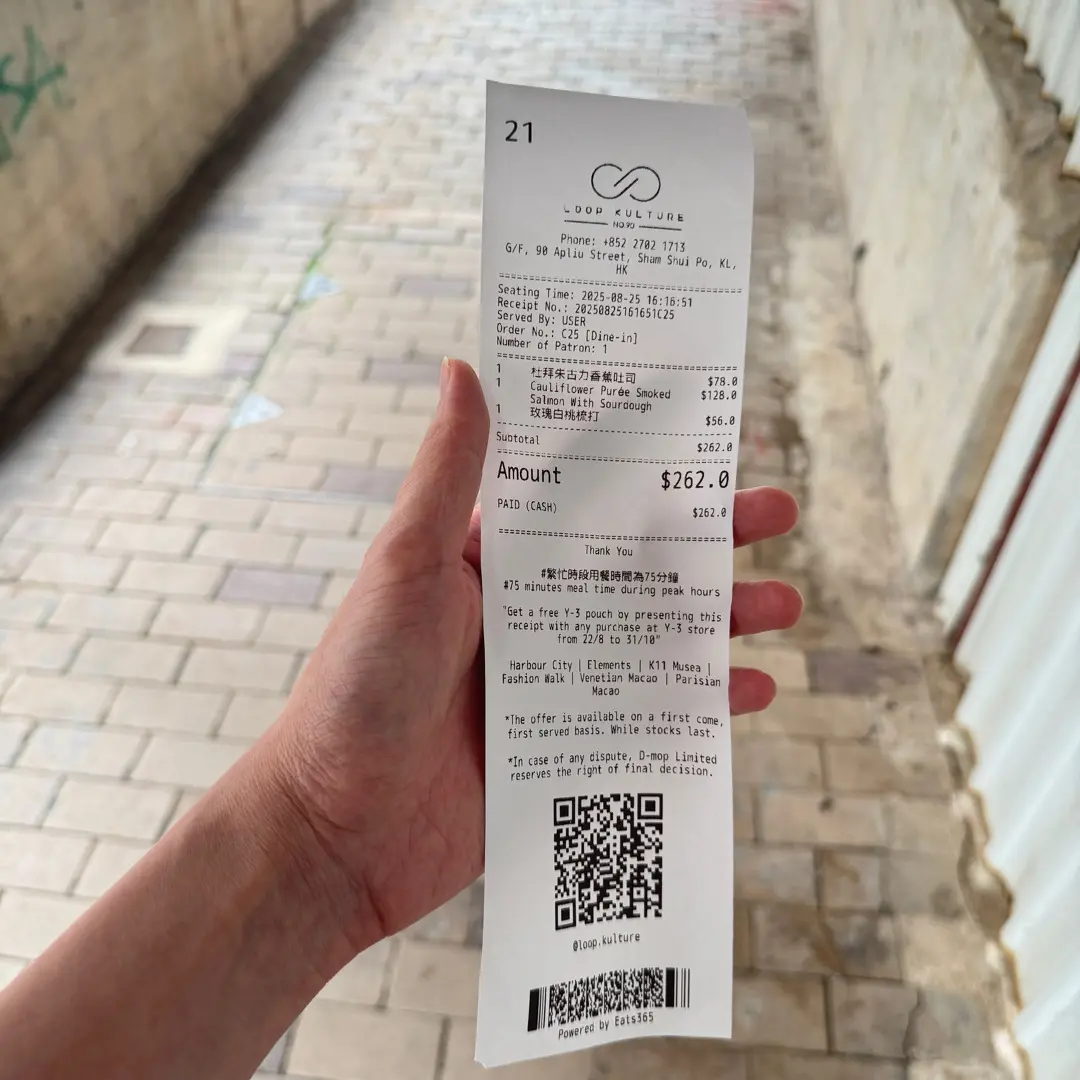 21
LOOP KULTURE
NO.90
Phone: +852 2702 1713
G/F, 90 Apliu Street, Sham Shui Po, KL,
HK
Seating Time: 2025-08-25 16:16:51
Receipt No.: 20250825161651C25
Served By: USER
Order No.: C25 [Dine-in]
Number of Patron: 1
1 杜拜朱古力香蕉吐司 $78.0
1 Cauliflower Purée Smoked $128.0
Salmon With Sourdough
1 玫瑰白桃梳打 $56.0
Subtotal $262.0
Amount $262.0
PAID (CASH) $262.0
Thank You
#繁忙時段用餐時間為75分鐘
#75 minutes meal time during peak hours
"Get a free Y-3 pouch by presenting this
receipt with any purchase at Y-3 store
from 22/8 to 31/10"
Harbour City | Elements | K11 Musea |
Fashion Walk | Venetian Macao | Parisian
Macao
*The offer is available on a first come,
first served basis. While stocks last.
*In case of any dispute, D-mop Limited
reserves the right of final decision.
@loop.kulture
Powered by Eats365